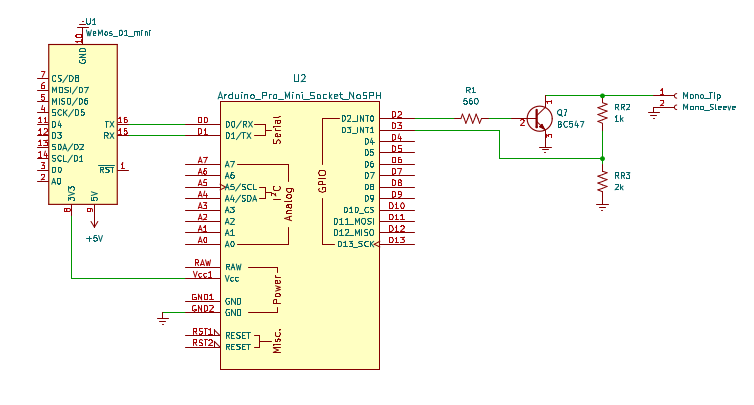 U1
WeMos_D1_mini
10
GND
7 CS/D8
6 MOSI/D7
5 MISO/D6
4 SCK/D5
11 D4
12 D3
13 SDA/D2
14 SCL/D1
3 D0
2 A0
TX 16
RX 15
RST 1
3V3
5V
8
9
+5V
U2
Arduino_Pro_Mini_Socket_NoSPH
D0 D0/RX
D1 D1/TX
Serial
A7 A7
A6 A6
A5 A5/SCL
A4 A4/SDA
I²C
A3 A3
A2 A2
A1 A1
A0 A0
Analog
RAW RAW
Vcc1 Vcc
GND1 GND
GND2 GND
Power
RST1 RESET
RST2 RESET
Misc.
GPIO
D2_INT0 D2
D3_INT1 D3
D4 D4
D5 D5
D6 D6
D7 D7
D8 D8
D9 D9
D10_CS D10
D11_MOSI D11
D12_MISO D12
D13_SCK D13
R1
560
1
2
3
Q?
BC547
RR2
1k
RR3
2k
1 Mono_Tip
2 Mono_Sleeve